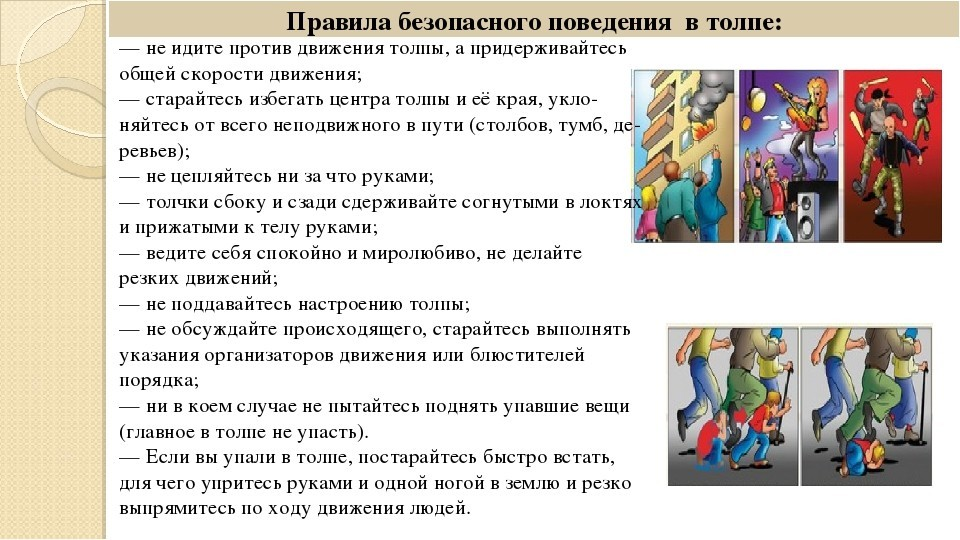 Правила безопасного поведения  в толпе:
— не идите против движения толпы, а придерживайтесь
общей скорости движения;
— старайтесь избегать центра толпы и её края, укло-
няйтесь от всего неподвижного в пути (столбов, тумб, де-
ревьев);
— не цепляйтесь ни за что руками;
— толчки сбоку и сзади сдерживайте согнутыми в локтях
и прижатыми к телу руками;
— ведите себя спокойно и миролюбиво, не делайте
резких движений;
— не поддавайтесь настроению толпы;
— не обсуждайте происходящего, старайтесь выполнять
указания организаторов движения или блюстителей
порядка;
— ни в коем случае не пытайтесь поднять упавшие вещи
(главное в толпе не упасть).
— Если вы упали в толпе, постарайтесь быстро встать,
для чего упритесь руками и одной ногой в землю и резко
выпрямитесь по ходу движения людей.